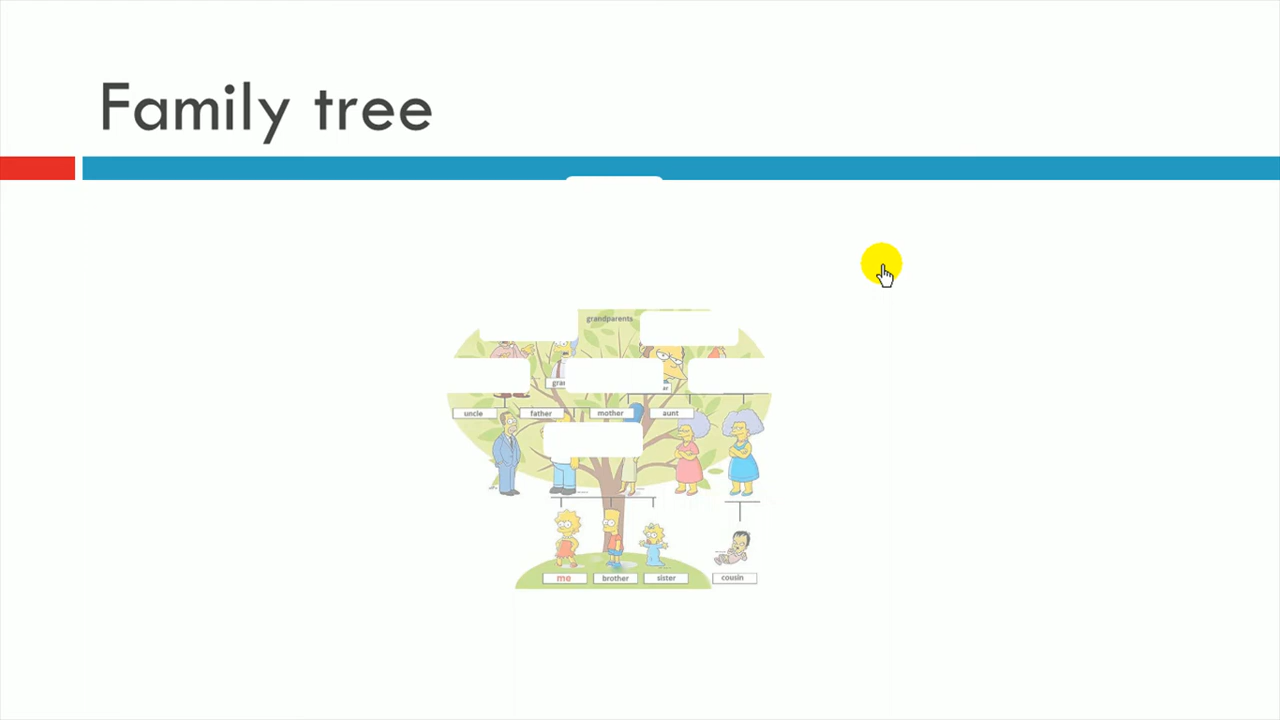 Family tree
grandparents
uncle father mother aunt
me brother sister cousin